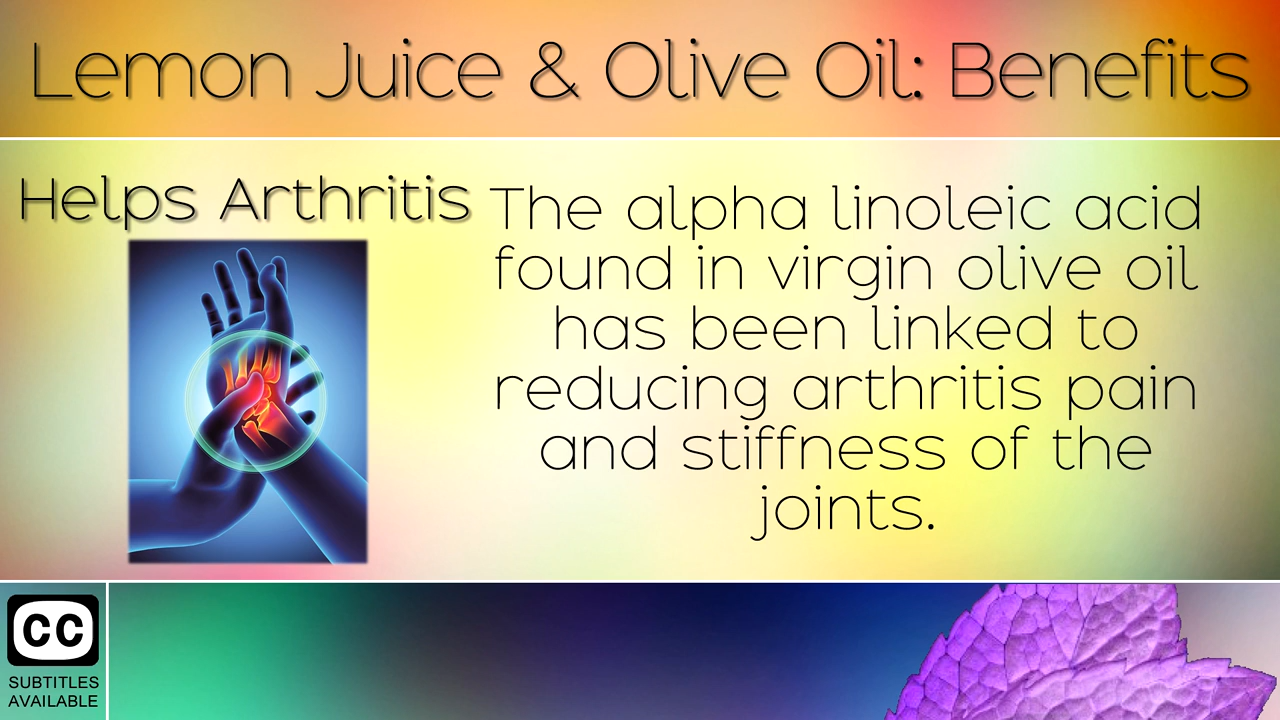 Lemon Juice & Olive Oil: Benefits
Helps Arthritis
The alpha linoleic acid
found in virgin olive oil
has been linked to
reducing arthritis pain
and stiffness of the
joints.
CC
SUBTITLES
AVAILABLE